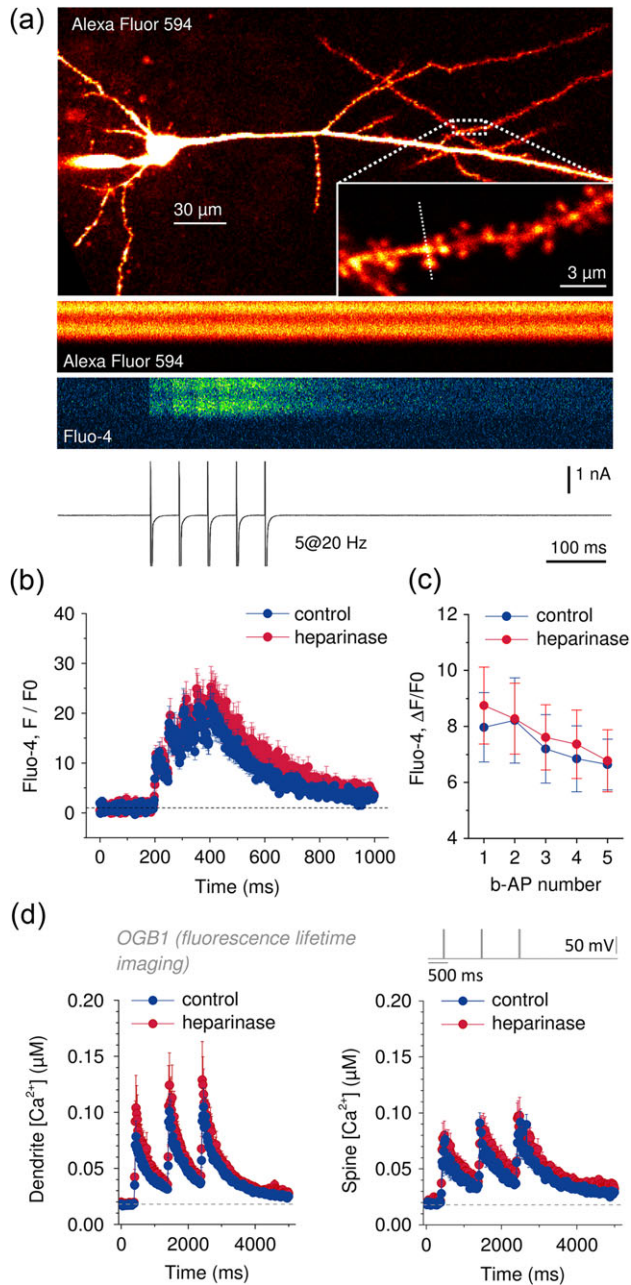 (a)
Alexa Fluor 594
30 µm
3 µm
Alexa Fluor 594
Fluo-4
1 nA
5@20 Hz
100 ms
(b)
control
heparinase
Fluo-4, F / F0
40
30
20
10
0
0 200 400 600 800 1000
Time (ms)
(c)
control
heparinase
Fluo-4, ΔF/F0
12
10
8
6
4
1 2 3 4 5
b-AP number
(d)
OGB1 (fluorescence lifetime
imaging)
50 mV
500 ms
control
heparinase
Dendrite [Ca²⁺] (µM)
0.20
0.15
0.10
0.05
0.00
0 2000 4000
Time (ms)
control
heparinase
Spine [Ca²⁺] (µM)
0.20
0.15
0.10
0.05
0.00
0 2000 4000
Time (ms)